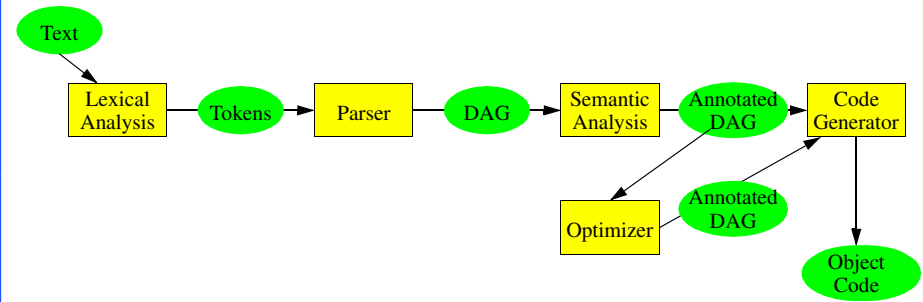 Text
Lexical
Analysis
Tokens
Parser
DAG
Semantic
Analysis
Annotated
DAG
Code
Generator
Optimizer
Annotated
DAG
Object
Code